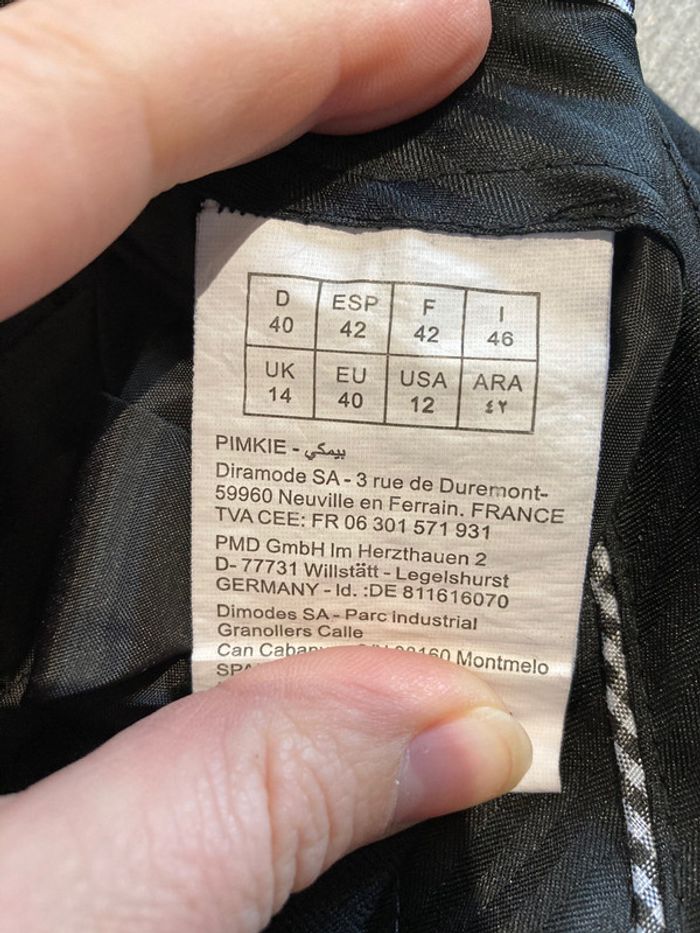 D ESP F I
40 42 42 46
UK EU USA ARA
14 40 12 ٤٢
PIMKIE - بيمكي
Diramode SA - 3 rue de Duremont-
59960 Neuville en Ferrain. FRANCE
TVA CEE: FR 06 301 571 931
PMD GmbH Im Herzthauen 2
D- 77731 Willstätt - Legelshurst
GERMANY - Id. :DE 811616070
Dimodes SA - Parc industrial
Granollers Calle
Can Montmelo